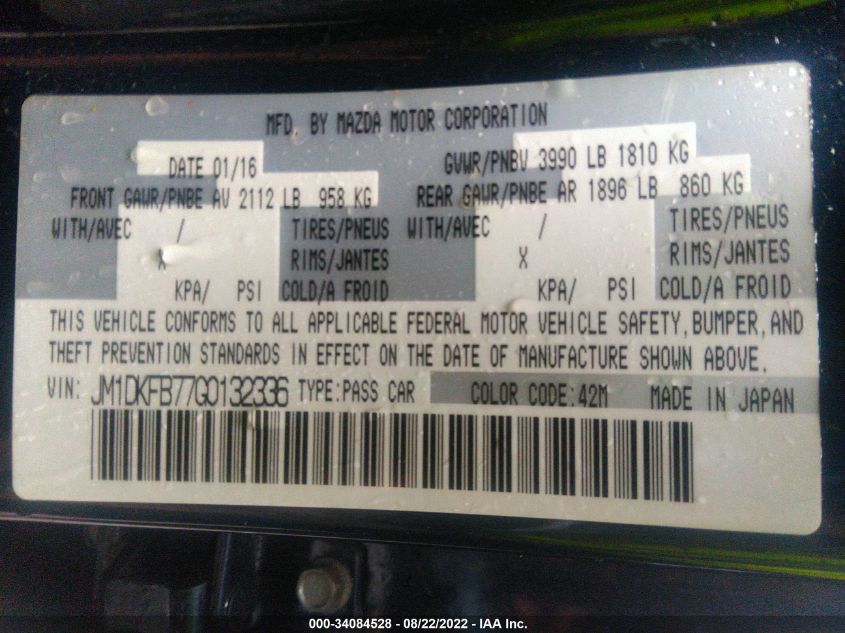 MFD. BY MAZDA MOTOR CORPORATION
DATE 01/16 GVWR/PNBV 3990 LB 1810 KG
FRONT GAWR/PNBE AV 2112 LB 958 KG REAR GAWR/PNBE AR 1896 LB 860 KG
WITH/AVEC / TIRES/PNEUS WITH/AVEC / TIRES/PNEUS
X RIMS/JANTES X RIMS/JANTES
KPA/ PSI COLD/A FROID KPA/ PSI COLD/A FROID
THIS VEHICLE CONFORMS TO ALL APPLICABLE FEDERAL MOTOR VEHICLE SAFETY, BUMPER, AND
THEFT PREVENTION STANDARDS IN EFFECT ON THE DATE OF MANUFACTURE SHOWN ABOVE.
VIN: JM1DKFB77G0132336 TYPE:PASS CAR COLOR CODE:42M MADE IN JAPAN
000-34084528 - 08/22/2022 - IAA Inc.